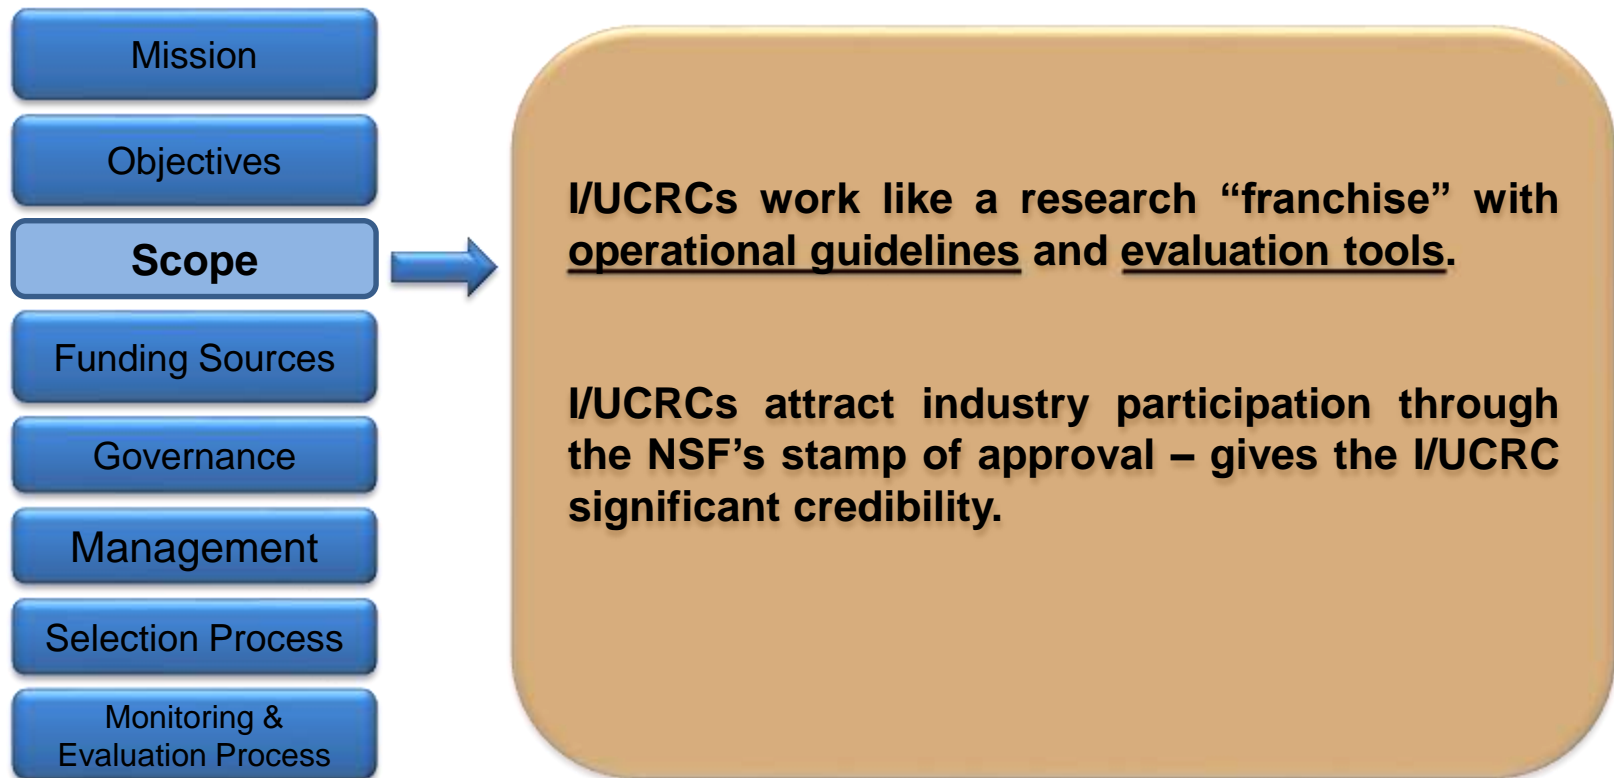 Mission
Objectives
Scope
Funding Sources
Governance
Management
Selection Process
Monitoring &
Evaluation Process
I/UCRCs work like a research “franchise” with
operational guidelines and evaluation tools.
I/UCRCs attract industry participation through
the NSF’s stamp of approval – gives the I/UCRC
significant credibility.